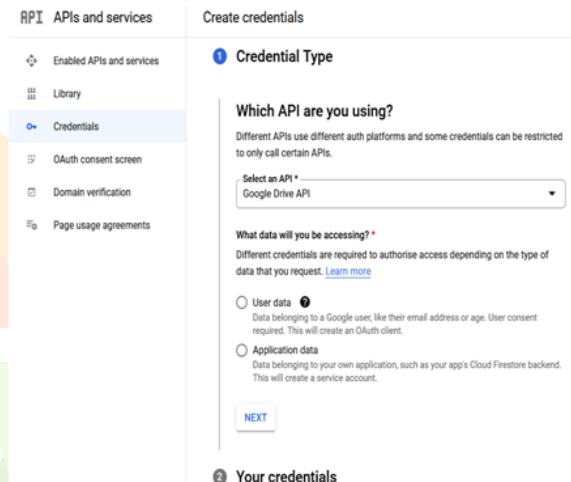 API APIs and services
Create credentials
Enabled APIs and services
Library
Credentials
OAuth consent screen
Domain verification
Page usage agreements
1 Credential Type
Which API are you using?
Different APIs use different auth platforms and some credentials can be restricted
to only call certain APIs.
Select an API *
Google Drive API
What data will you be accessing? *
Different credentials are required to authorise access depending on the type of
data that you request. Learn more
User data ?
Data belonging to a Google user, like their email address or age. User consent
required. This will create an OAuth client.
Application data
Data belonging to your own application, such as your app's Cloud Firestore backend.
This will create a service account.
NEXT
2 Your credentials